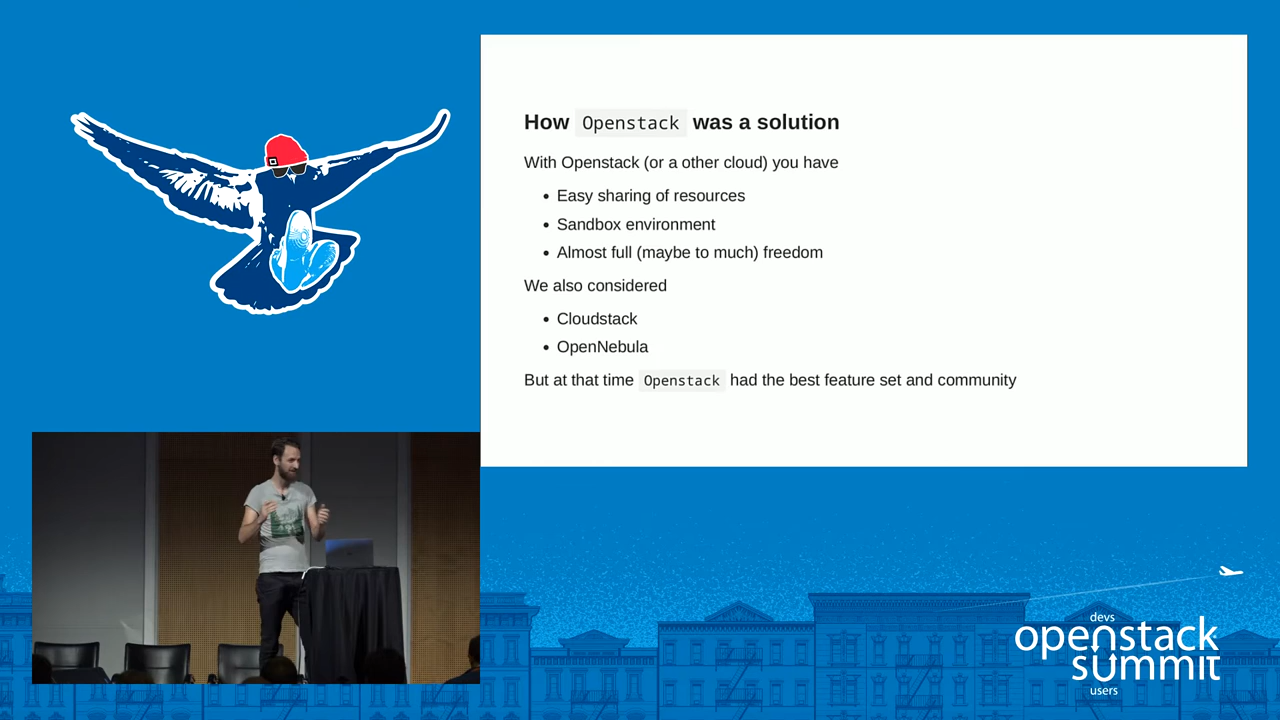 How Openstack was a solution
With Openstack (or a other cloud) you have
• Easy sharing of resources
• Sandbox environment
• Almost full (maybe to much) freedom
We also considered
• Cloudstack
• OpenNebula
But at that time Openstack had the best feature set and community
devs
openstack
summit
users